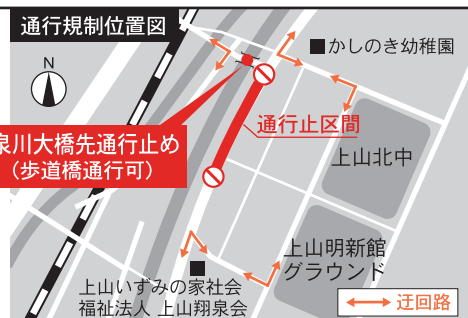 通行規制位置図
N
■かしのき幼稚園
泉川大橋先通行止め
(歩道橋通行可)
通行止区間
上山北中
上山明新館
グラウンド
上山いずみの家社会
福祉法人 上山翔泉会
迂回路